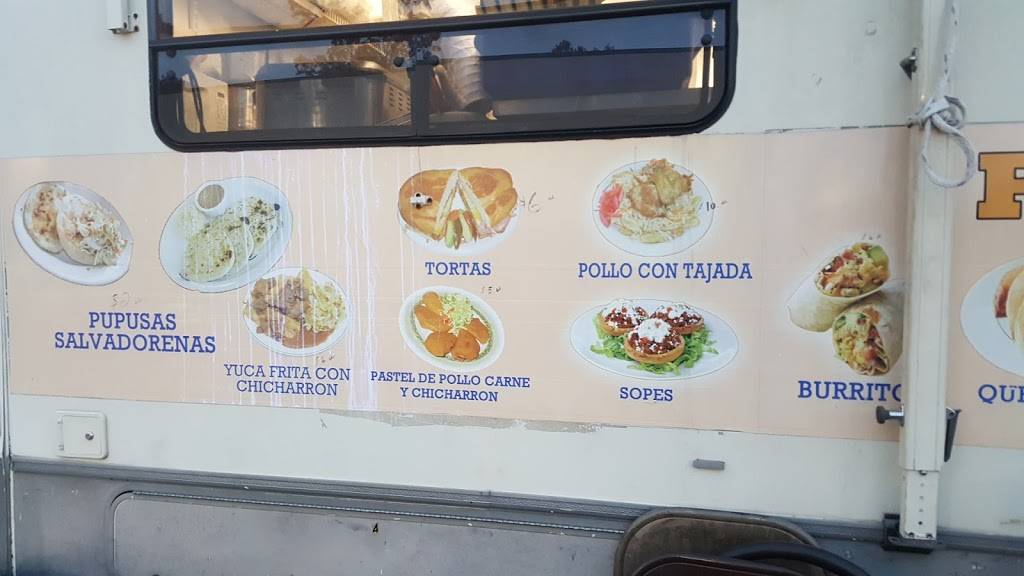 TORTAS
POLLO CON TAJADA
PUPUSAS
SALVADORENAS
YUCA FRITA CON
CHICHARRON
PASTEL DE POLLO CARNE
Y CHICHARRON
SOPES
BURRITO